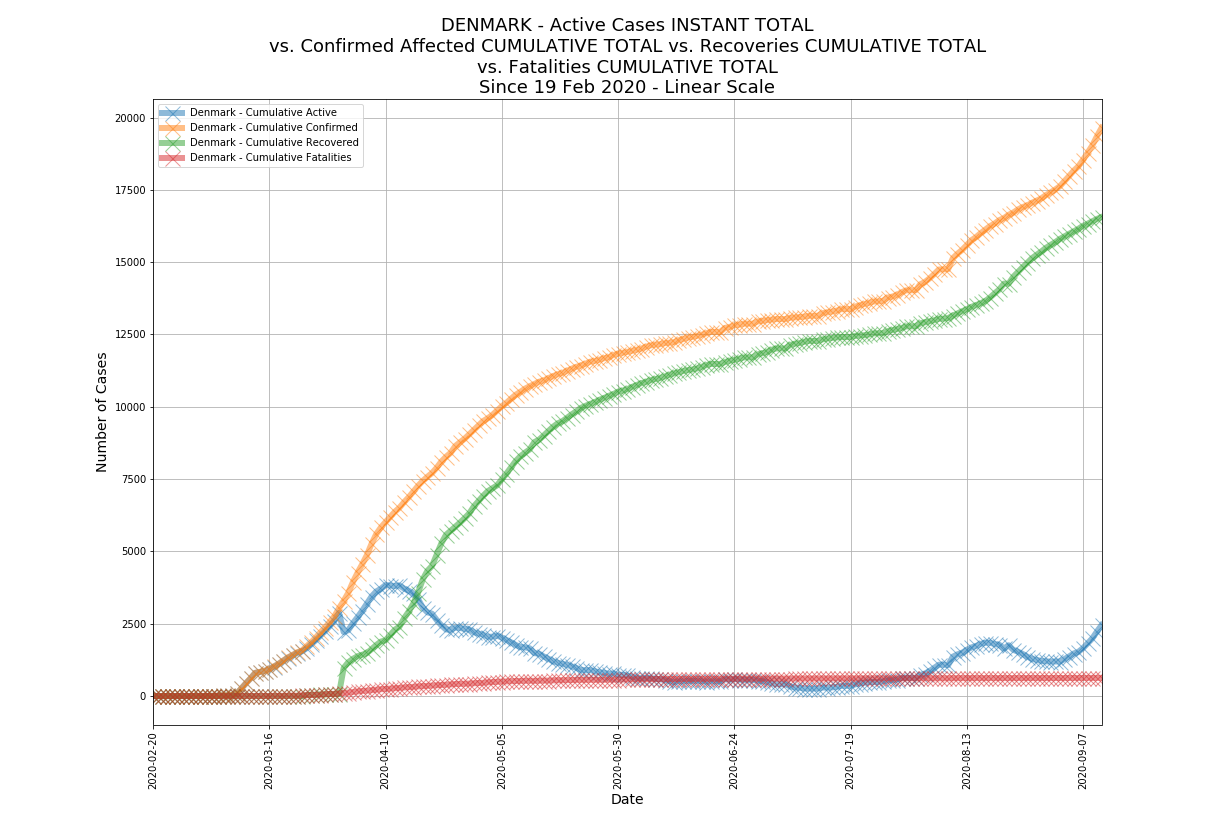 DENMARK - Active Cases INSTANT TOTAL
vs. Confirmed Affected CUMULATIVE TOTAL vs. Recoveries CUMULATIVE TOTAL
vs. Fatalities CUMULATIVE TOTAL
Since 19 Feb 2020 - Linear Scale
Denmark - Cumulative Active
Denmark - Cumulative Confirmed
Denmark - Cumulative Recovered
Denmark - Cumulative Fatalities
Number of Cases
20000
17500
15000
12500
10000
7500
5000
2500
0
2020-02-20
2020-03-16
2020-04-10
2020-05-05
2020-05-30
2020-06-24
2020-07-19
2020-08-13
2020-09-07
Date